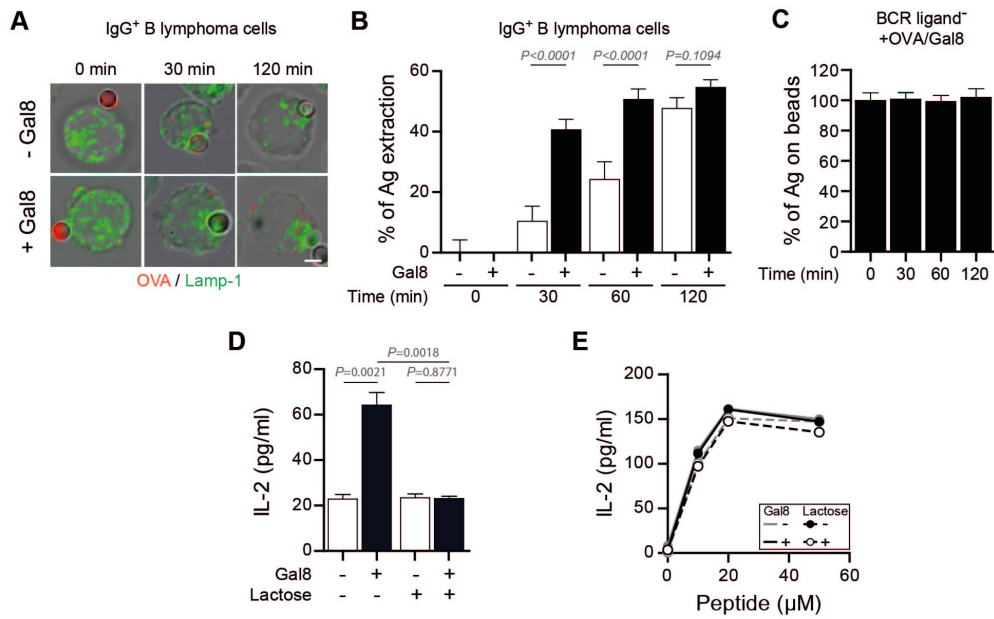 A
IgG+ B lymphoma cells
0 min 30 min 120 min
- Gal8
+ Gal8
OVA / Lamp-1
B
IgG+ B lymphoma cells
P<0.0001 P<0.0001 P=0.1094
% of Ag extraction
60
40
20
0
Gal8 - + - + - + - +
Time (min) 0 30 60 120
C
BCR ligand-
+OVA/Gal8
% of Ag on beads
120
100
80
60
40
20
0
Time (min) 0 30 60 120
D
P=0.0018
P=0.0021 P=0.8771
IL-2 (pg/ml)
80
60
40
20
0
Gal8 - + - +
Lactose - - + +
E
IL-2 (pg/ml)
200
150
100
50
0
0 20 40 60
Peptide (µM)
Gal8 Lactose
- -
+ +